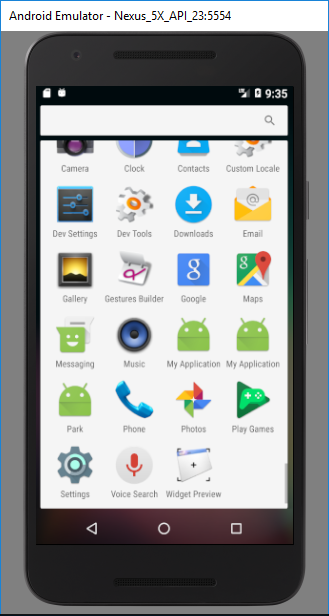 Android Emulator - Nexus_5X_API_23:5554
9:35
Camera Clock Contacts Custom Locale
Dev Settings Dev Tools Downloads Email
Gallery Gestures Builder Google Maps
Messaging Music My Application My Application
Park Phone Photos Play Games
Settings Voice Search Widget Preview